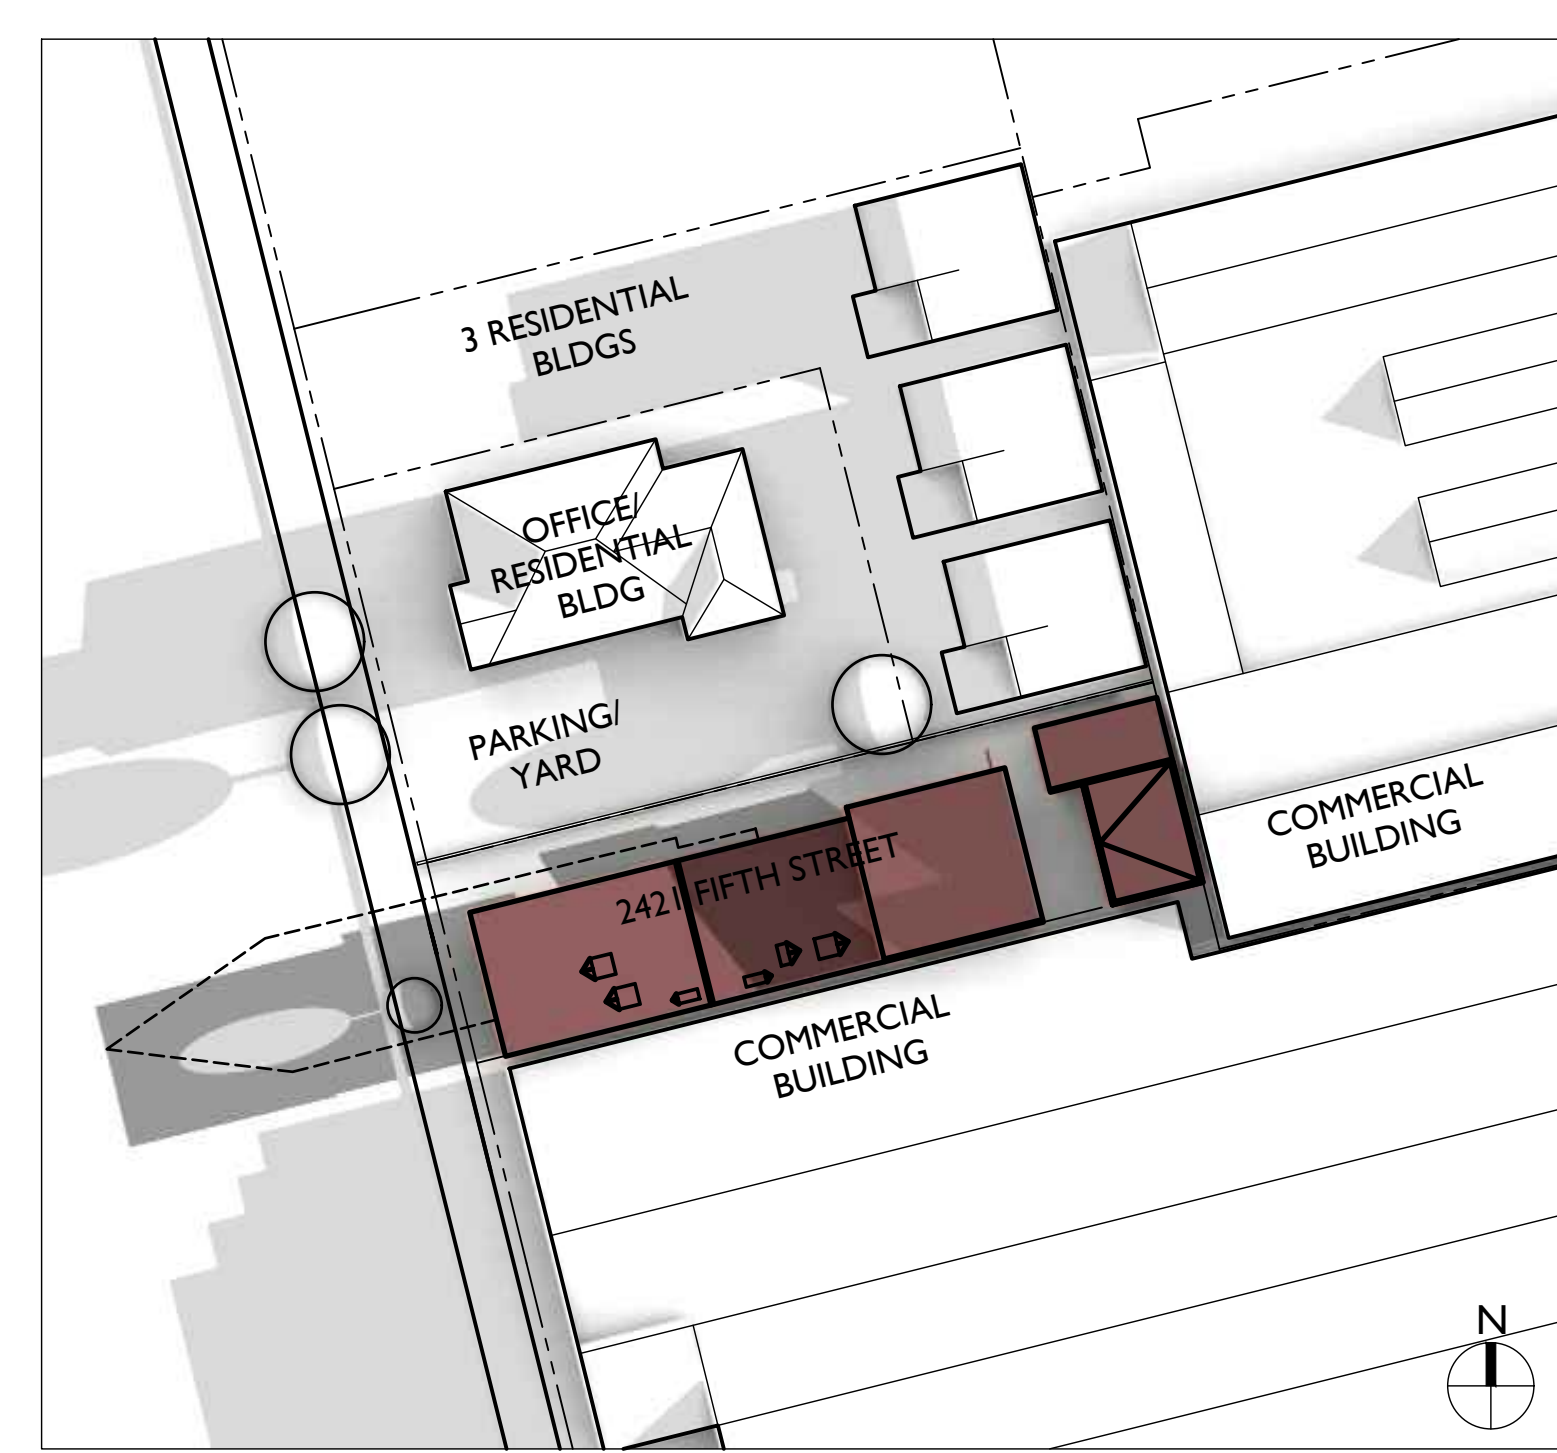 3 RESIDENTIAL
BLDGS
OFFICE/
RESIDENTIAL
BLDG
PARKING/
YARD
2421 FIFTH STREET
COMMERCIAL
BUILDING
COMMERCIAL
BUILDING
N